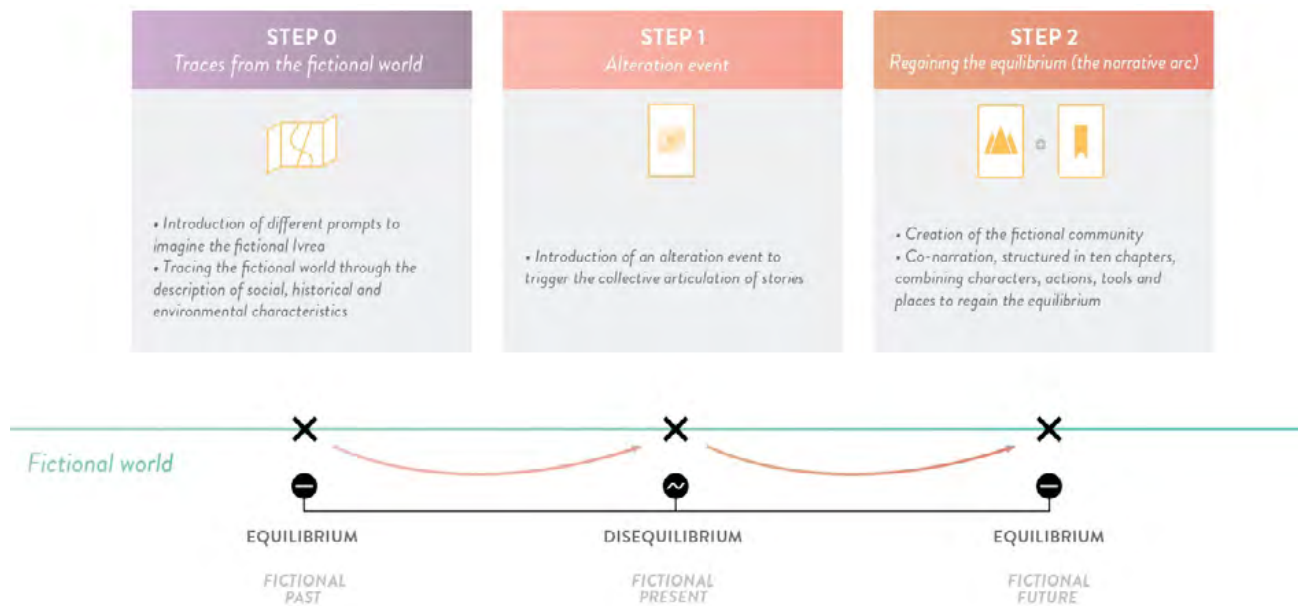 STEP 0
Traces from the fictional world
• Introduction of different prompts to
imagine the fictional Ivrea
• Tracing the fictional world through the
description of social, historical and
environmental characteristics
STEP 1
Alteration event
• Introduction of an alteration event to
trigger the collective articulation of stories
STEP 2
Regaining the equilibrium (the narrative arc)
• Creation of the fictional community
• Co-narration, structured in ten chapters,
combining characters, actions, tools and
places to regain the equilibrium
Fictional world
EQUILIBRIUM
DISEQUILIBRIUM
EQUILIBRIUM
FICTIONAL
PAST
FICTIONAL
PRESENT
FICTIONAL
FUTURE